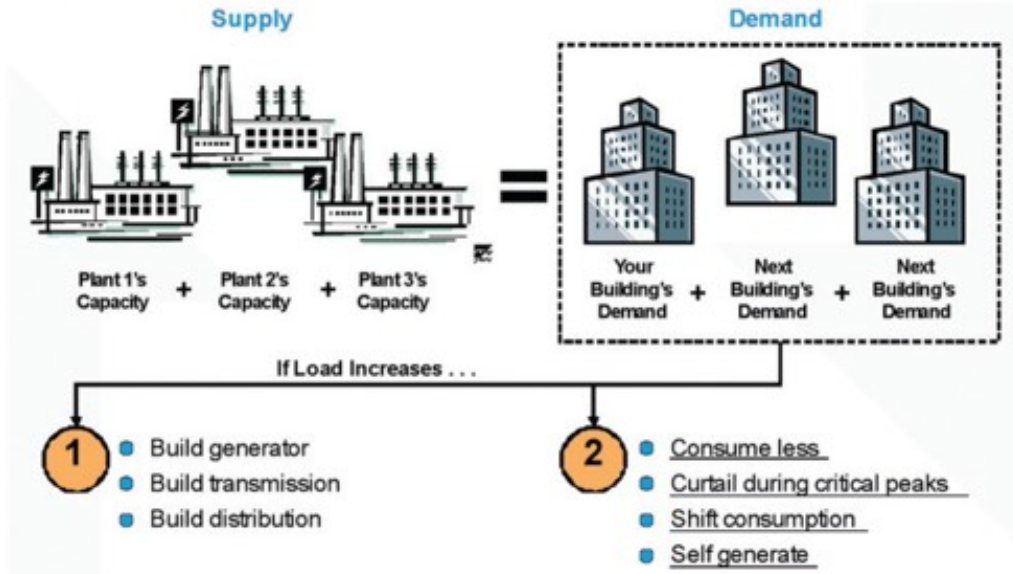 Supply
Demand
=
Plant 1's
Capacity
+
Plant 2's
Capacity
+
Plant 3's
Capacity
Your
Building's
Demand
+
Next
Building's
Demand
+
Next
Building's
Demand
If Load Increases . . .
1
Build generator
Build transmission
Build distribution
2
Consume less
Curtail during critical peaks
Shift consumption
Self generate